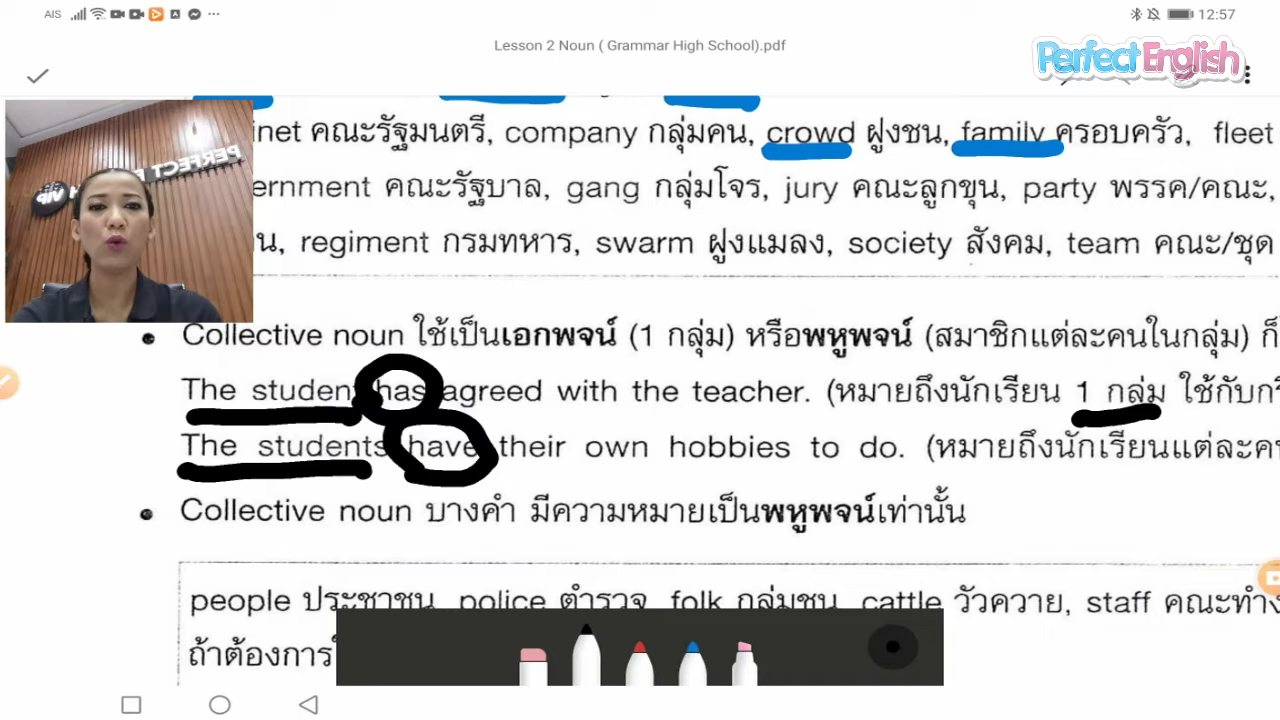 AIS 12:57
Lesson 2 Noun ( Grammar High School).pdf
Perfect English
inet คณะรัฐมนตรี, company กลุ่มคน, crowd ฝูงชน, family ครอบครัว, fleet
ernment คณะรัฐบาล, gang กลุ่มโจร, jury คณะลูกขุน, party พรรค/คณะ,
น, regiment กรมทหาร, swarm ฝูงแมลง, society สังคม, team คณะ/ชุด
• Collective noun ใช้เป็นเอกพจน์ (1 กลุ่ม) หรือพหูพจน์ (สมาชิกแต่ละคนในกลุ่ม) ก็
The student has agreed with the teacher. (หมายถึงนักเรียน 1 กลุ่ม ใช้กับกริ
The students have their own hobbies to do. (หมายถึงนักเรียนแต่ละค
• Collective noun บางคำ มีความหมายเป็นพหูพจน์เท่านั้น
people ประชาชน, police ตำรวจ, folk กลุ่มชน, cattle วัวควาย, staff คณะทำง
ถ้าต้องการ